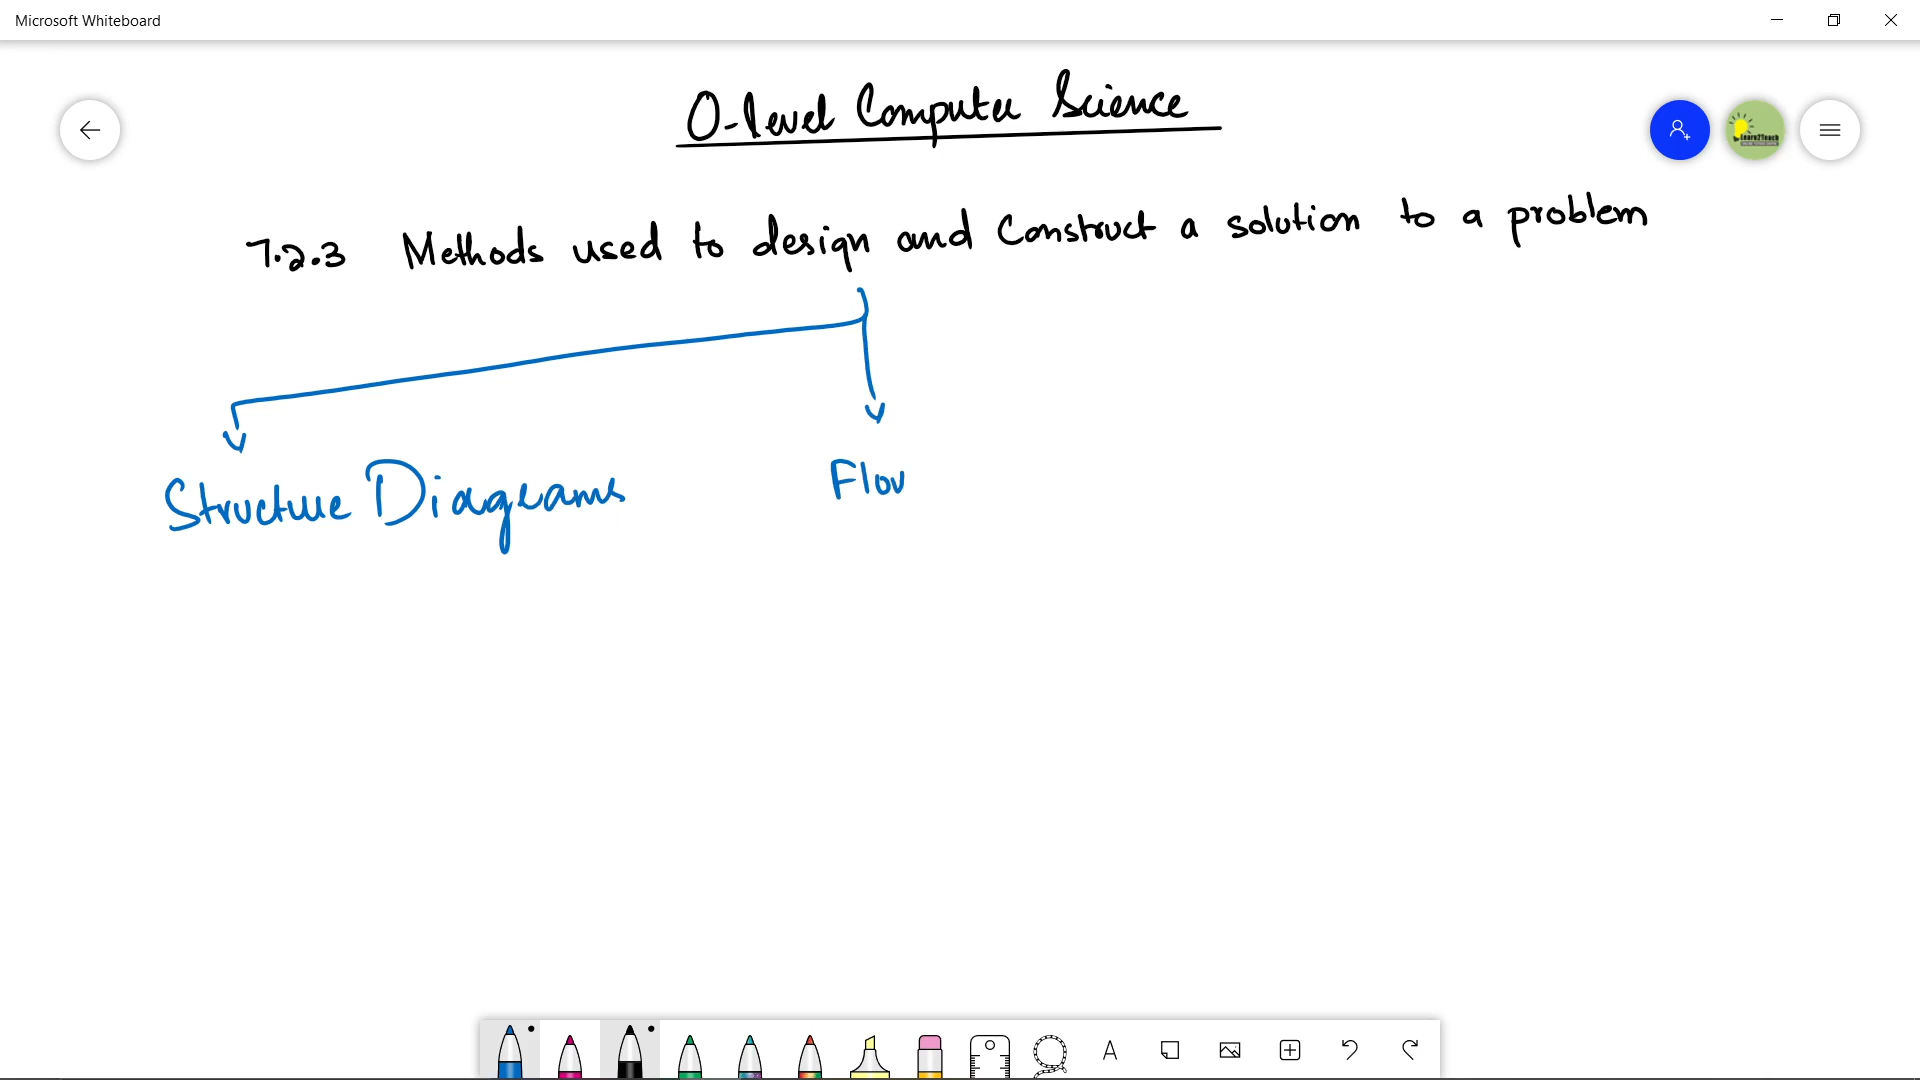 Microsoft Whiteboard
O-level Computer Science
Learn2Teach
7.2.3 Methods used to design and Construct a solution to a problem
Structure Diagrams
Flow